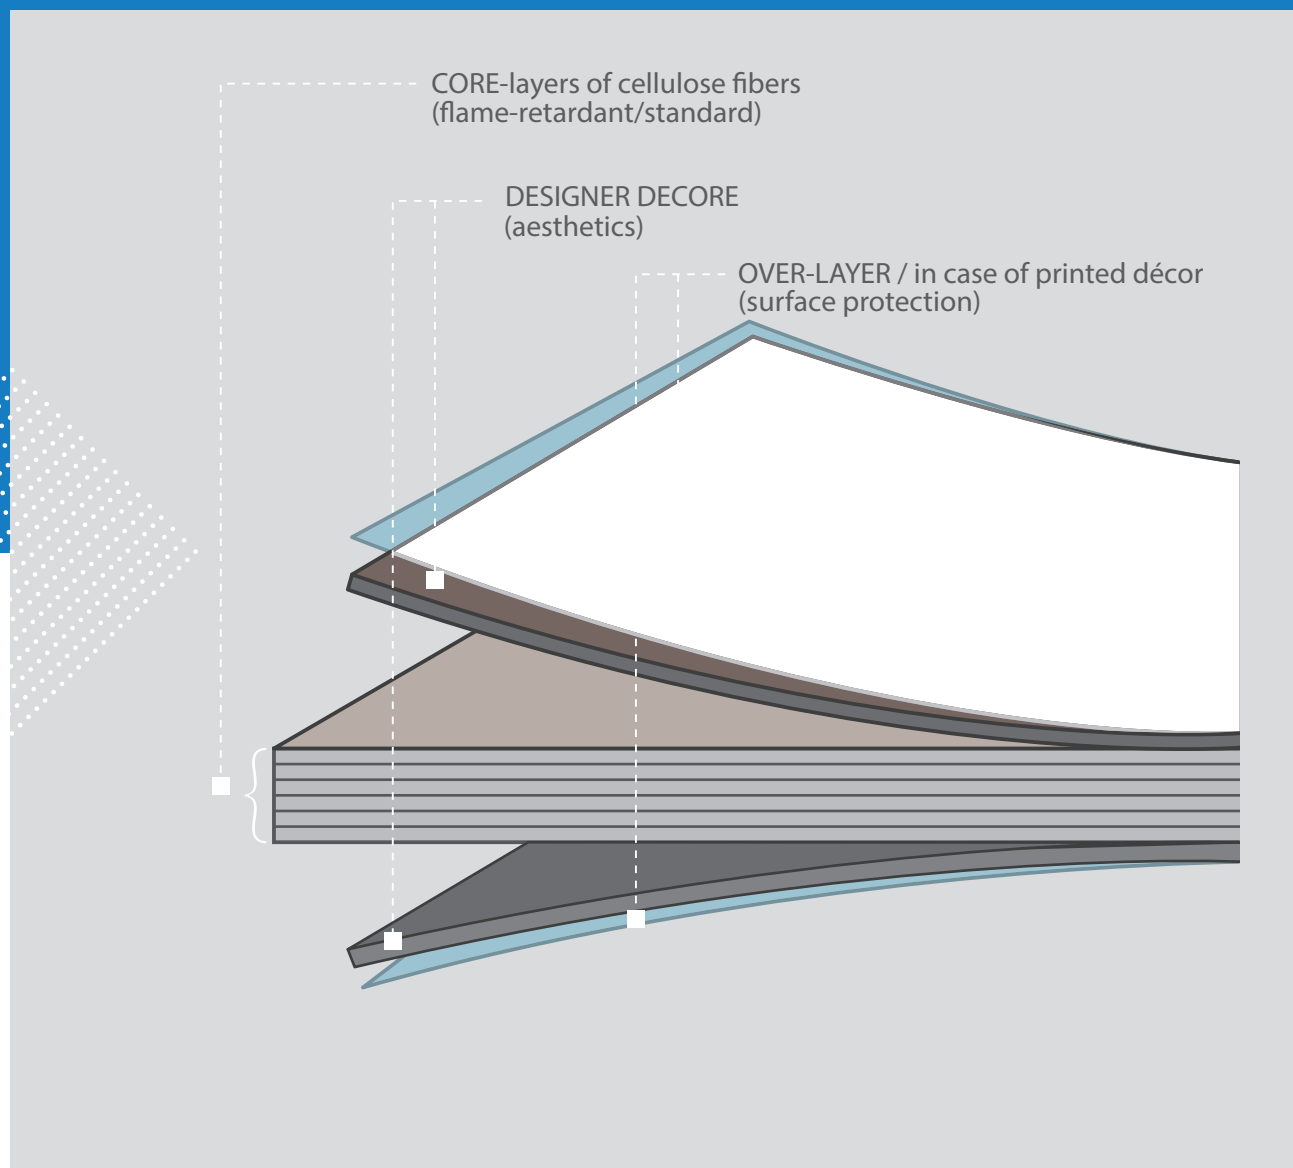 CORE-layers of cellulose fibers
(flame-retardant/standard)
DESIGNER DECORE
(aesthetics)
OVER-LAYER / in case of printed décor
(surface protection)